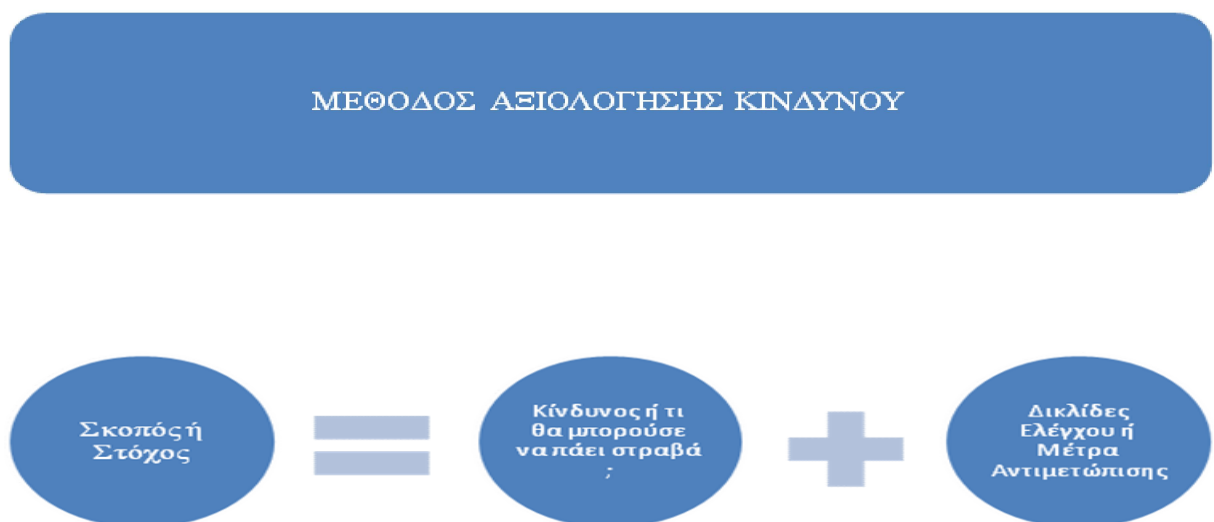 ΜΕΘΟΔΟΣ ΑΞΙΟΛΟΓΗΣΗΣ ΚΙΝΔΥΝΟΥ
Σκοπός ή
Στόχος
Κίνδυνος ή τι
θα μπορούσε
να πάει στραβά
;
Δικλίδες
Ελέγχου ή
Μέτρα
Αντιμετώπισης